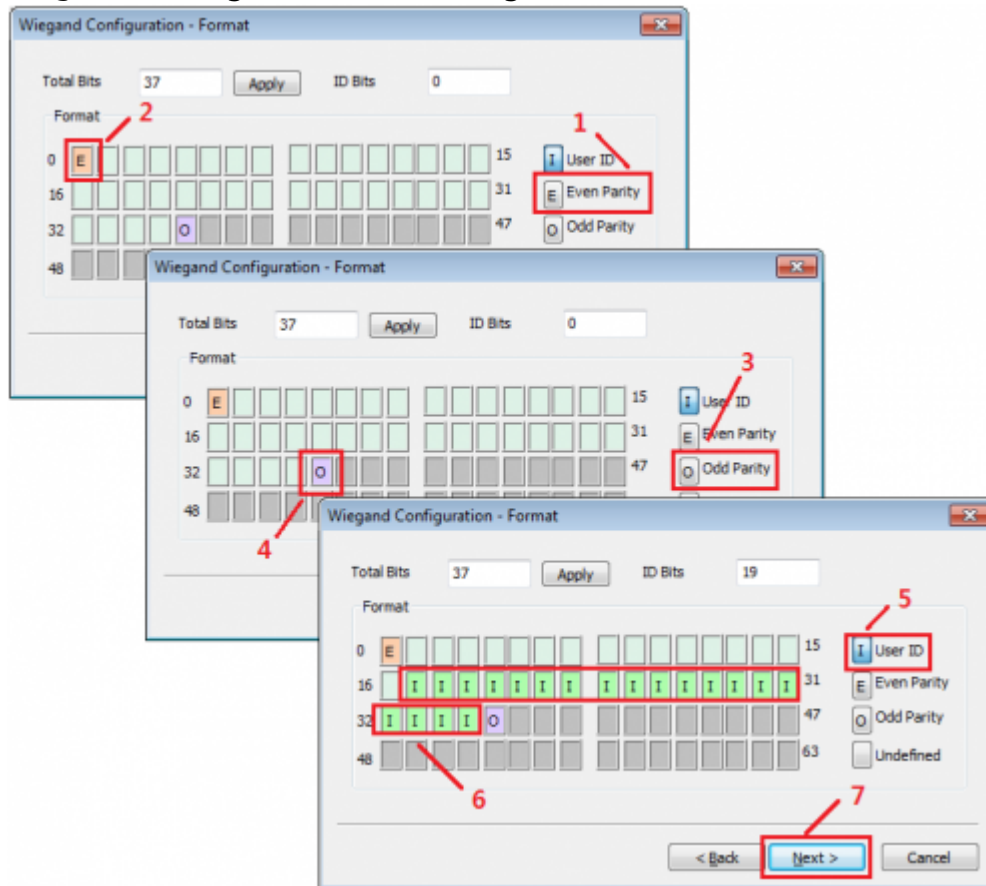 Wiegand Configuration - Format
Total Bits 37 Apply ID Bits 0
Format 2
1
0 E 15 I User ID
16 31 E Even Parity
32 O 47 O Odd Parity
48
Wiegand Configuration - Format
Total Bits 37 Apply ID Bits 0
Format
3
0 E 15 I User ID
16 31 E Even Parity
32 O 47 O Odd Parity
48
4
Wiegand Configuration - Format
Total Bits 37 Apply ID Bits 19
Format
5
0 E 15 I User ID
16 I I I I I I I I I I I I I I I 31 E Even Parity
32 I I I I O 47 O Odd Parity
48 63 Undefined
6
7
< Back Next > Cancel